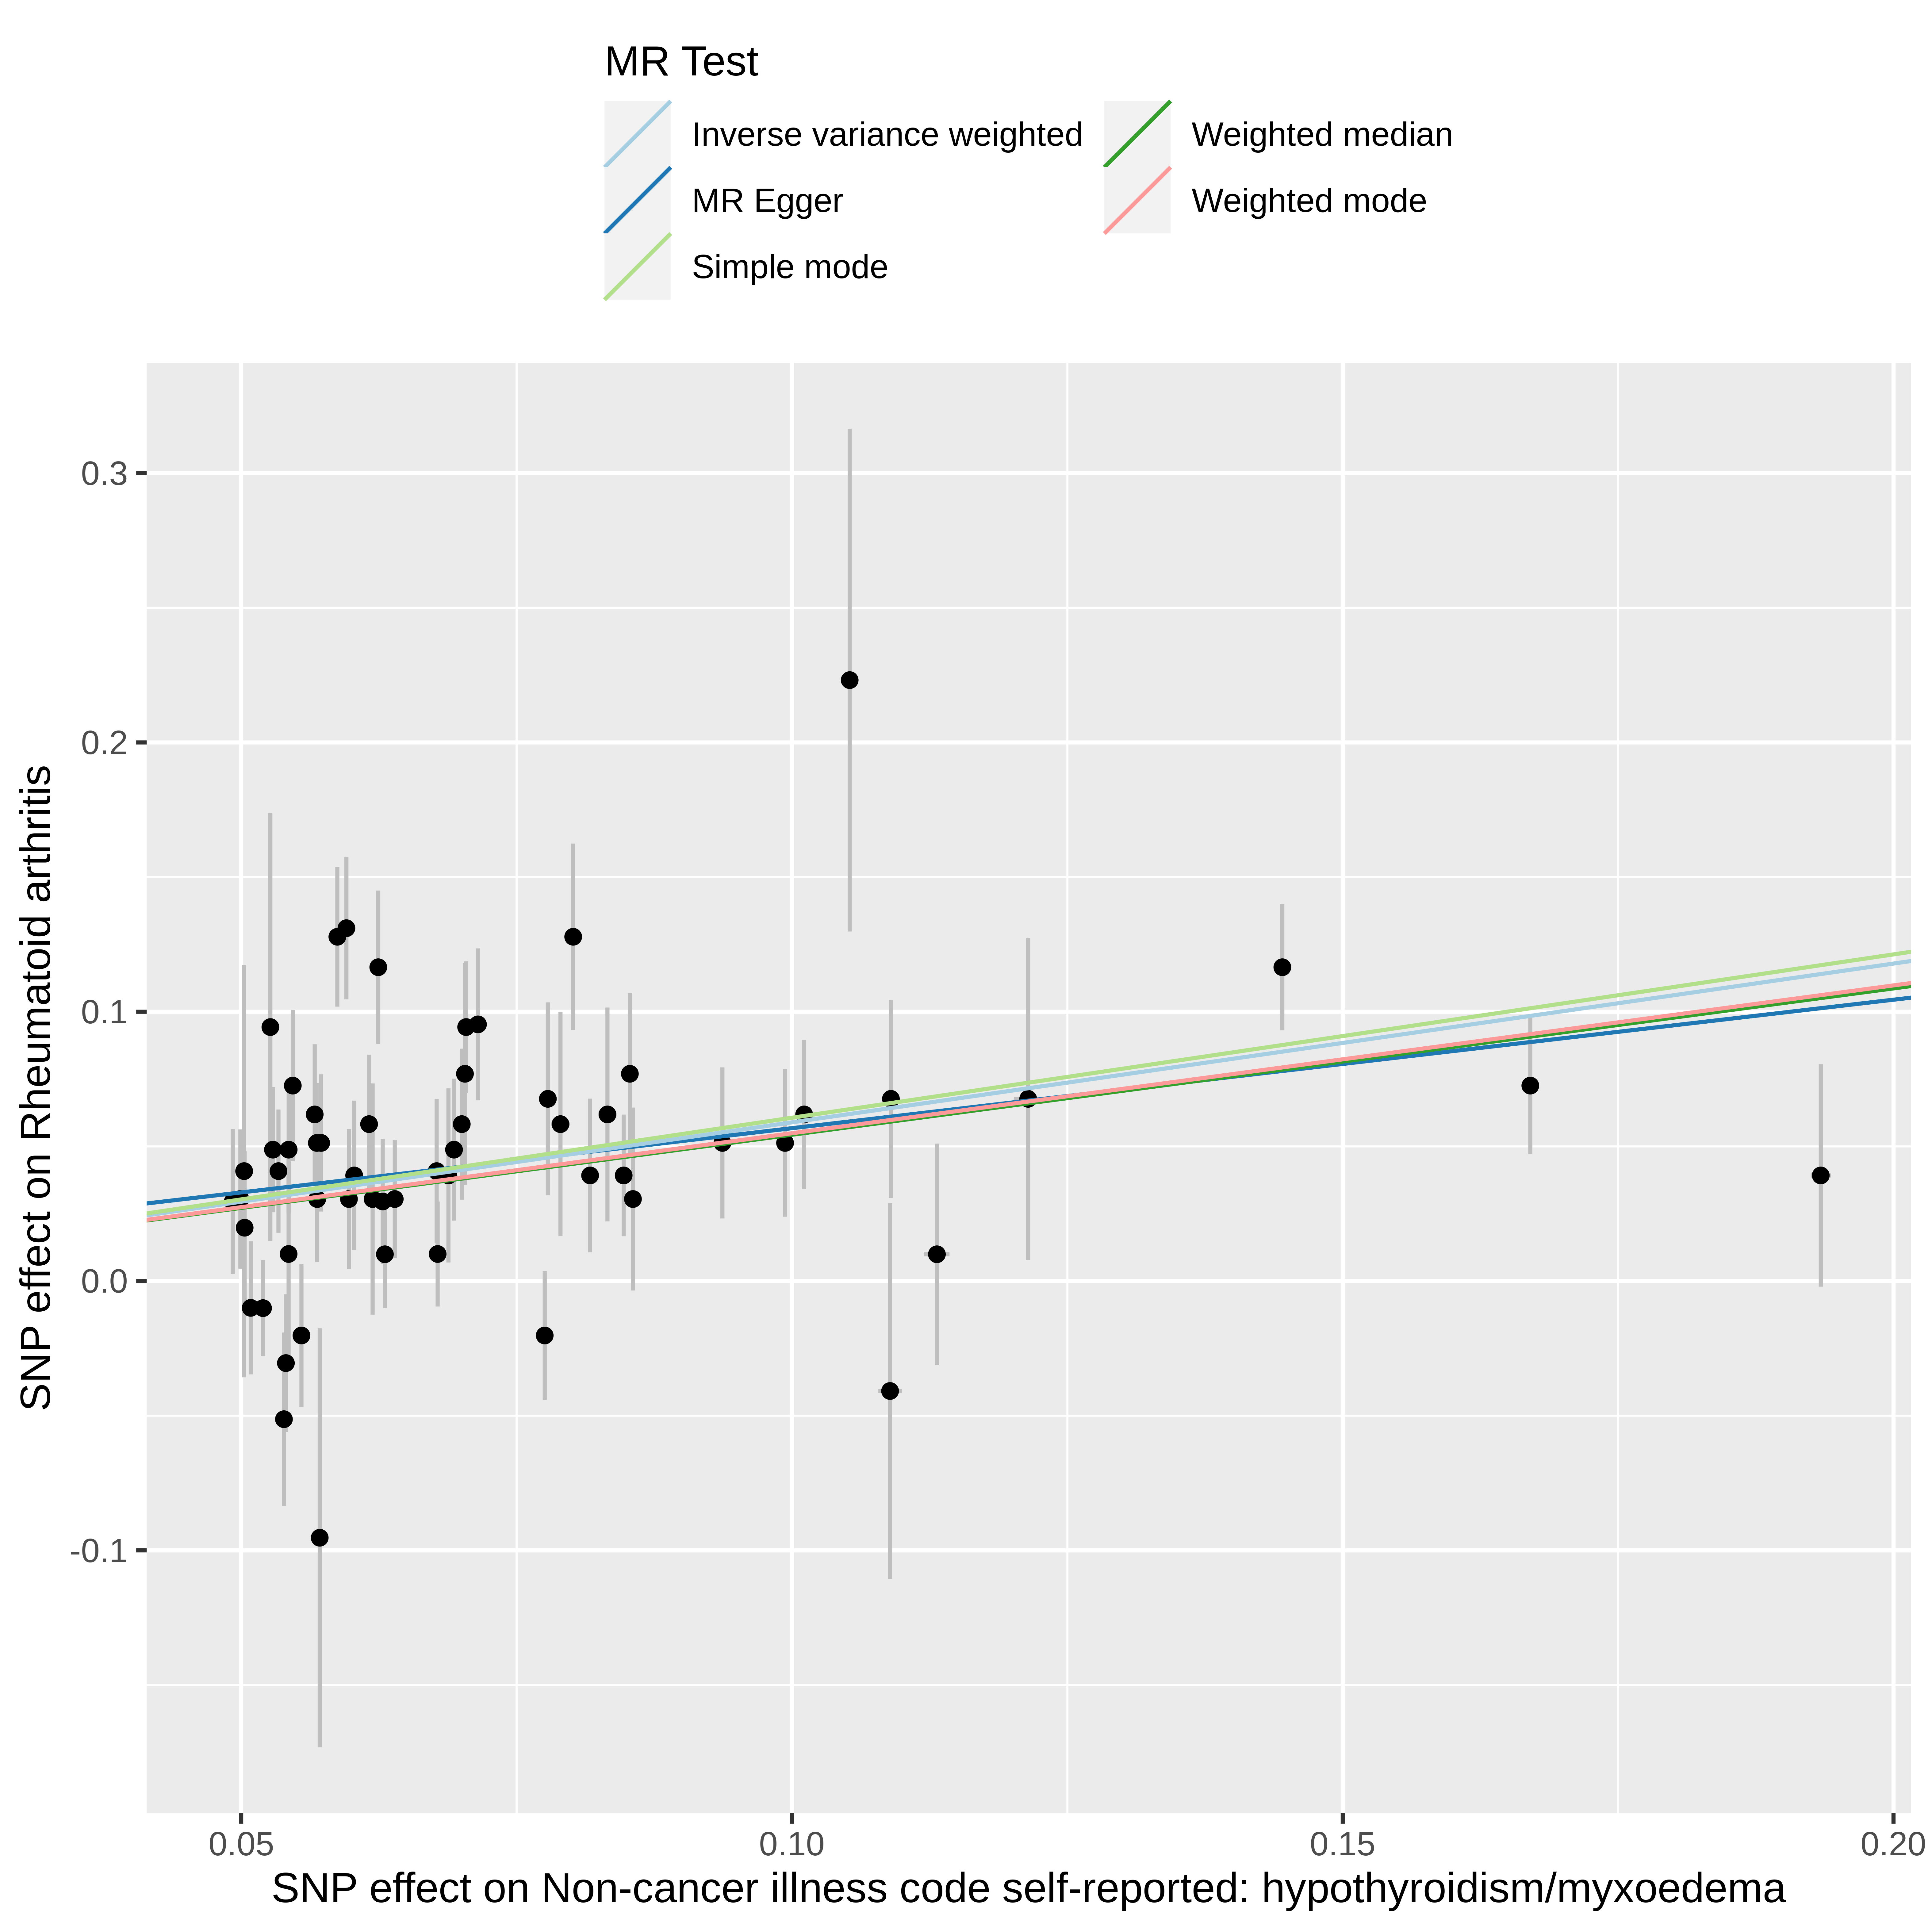 MR Test
Inverse variance weighted
Weighted median
MR Egger
Weighted mode
Simple mode
SNP effect on Rheumatoid arthritis
0.3
0.2
0.1
0.0
-0.1
0.05
0.10
0.15
0.20
SNP effect on Non-cancer illness code self-reported: hypothyroidism/myxoedema